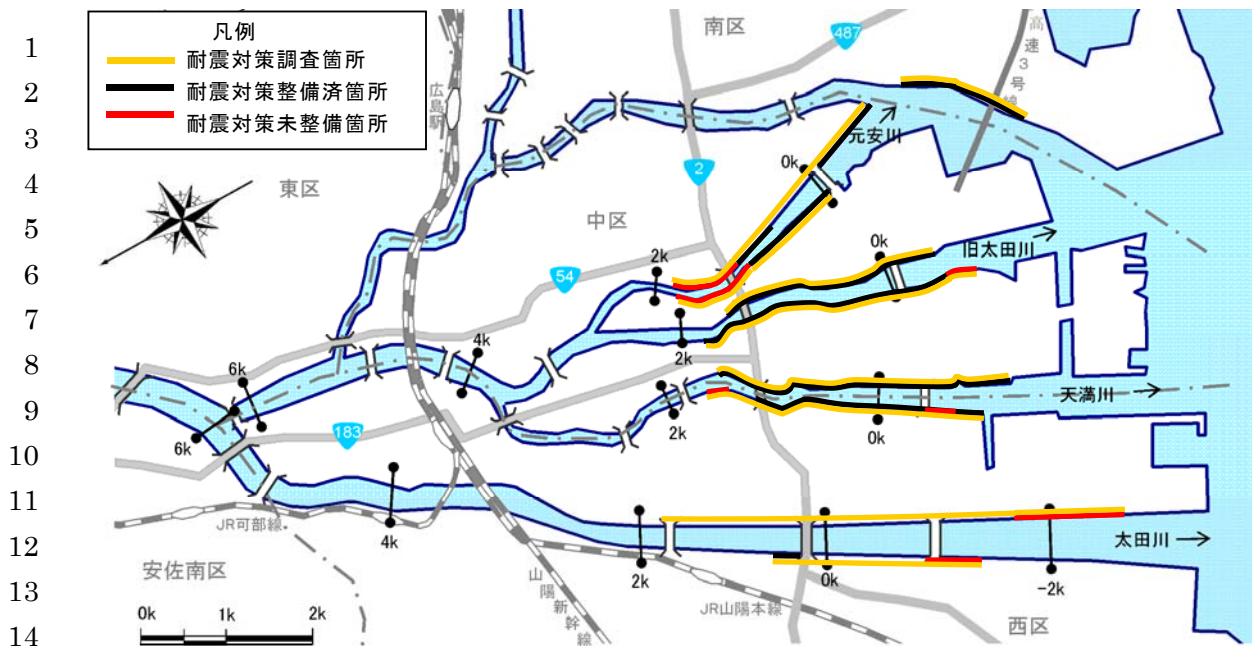 1
2
3
4
5
6
7
8
9
10
11
12
13
14
凡例
耐震対策調査箇所
耐震対策整備済箇所
耐震対策未整備箇所
南区
487
高速3号線
広島駅
元安川
0k
2
東区
中区
0k
旧太田川
2k
54
2k
4k
6k
天満川
2k
0k
6k
183
JR可部線
4k
太田川
2k
0k
-2k
安佐南区
山陽新幹線
JR山陽本線
西区
0k 1k 2k